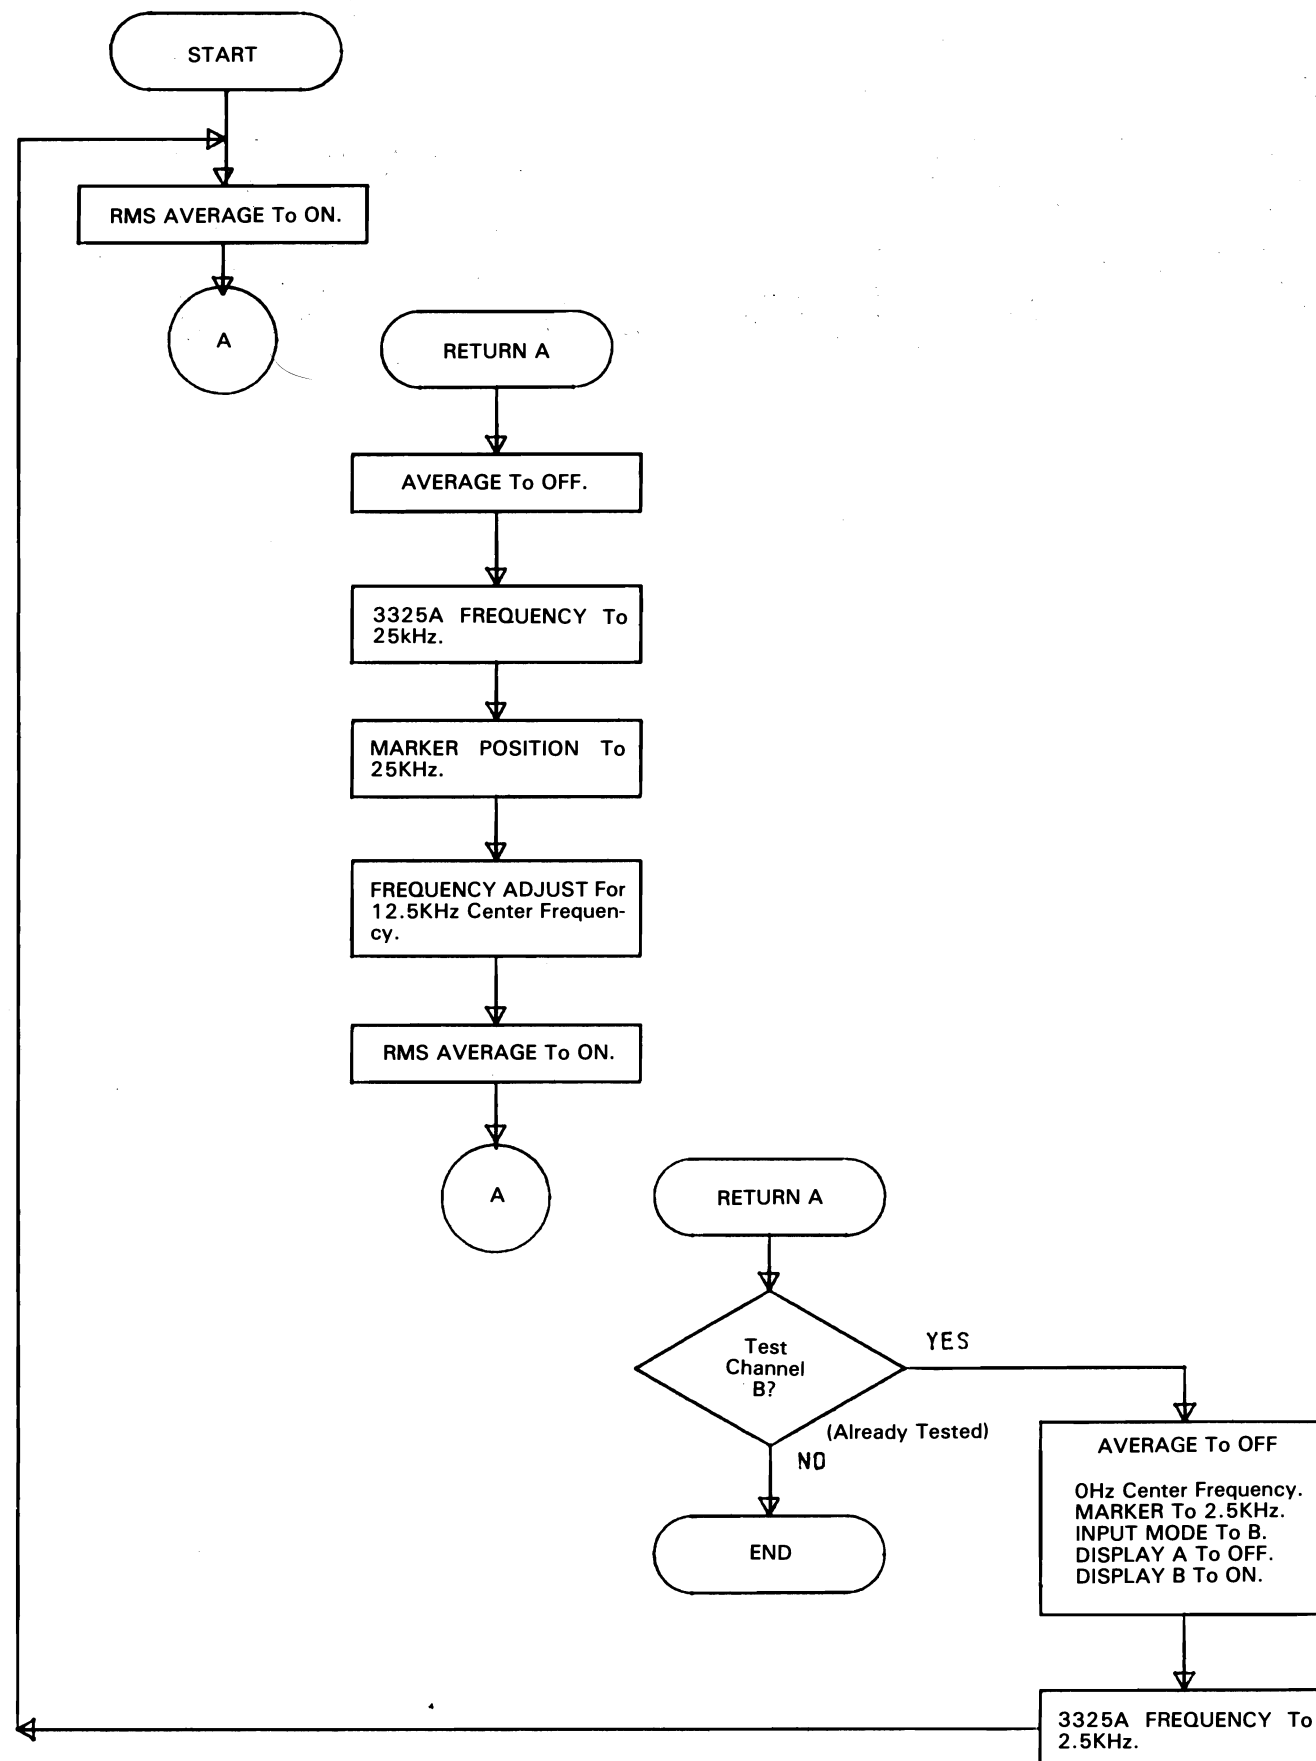 START
RMS AVERAGE To ON.
A
RETURN A
AVERAGE To OFF.
3325A FREQUENCY To
25kHz.
MARKER POSITION To
25KHz.
FREQUENCY ADJUST For
12.5KHz Center Frequen-
cy.
RMS AVERAGE To ON.
A
RETURN A
Test
Channel
B?
YES
(Already Tested)
NO
END
AVERAGE To OFF
0Hz Center Frequency.
MARKER To 2.5KHz.
INPUT MODE To B.
DISPLAY A To OFF.
DISPLAY B To ON.
3325A FREQUENCY To
2.5KHz.